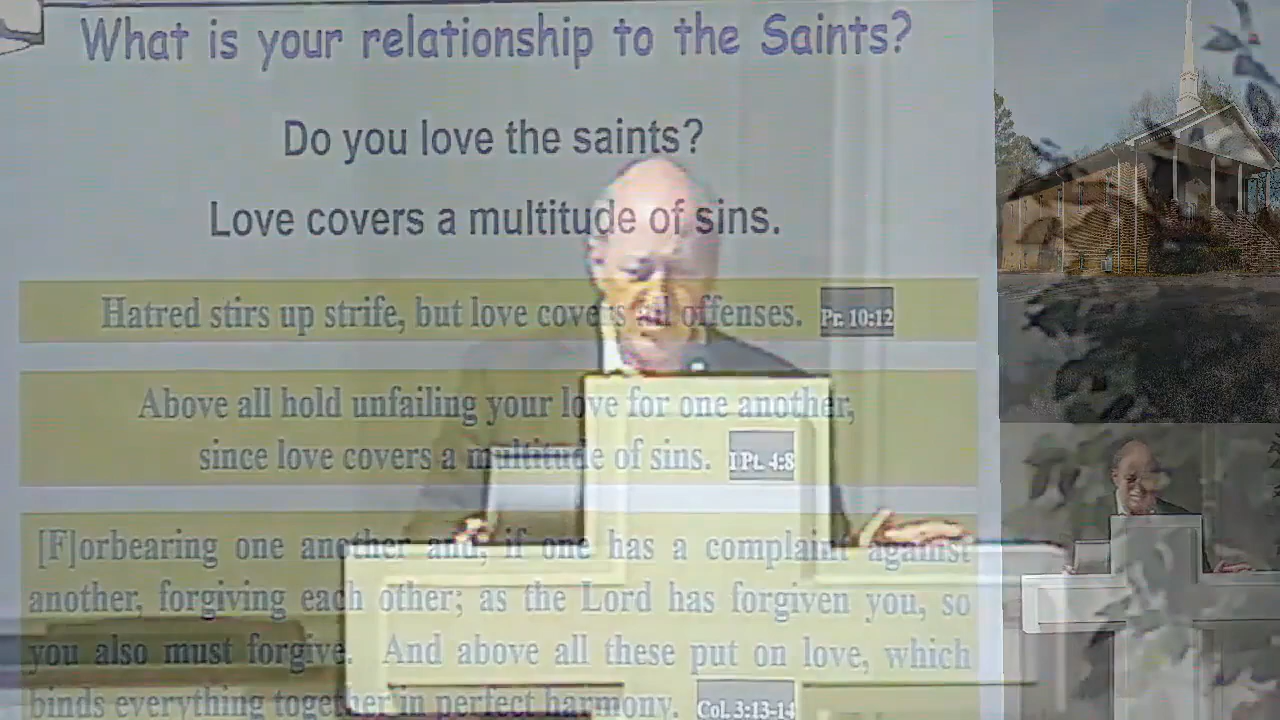 What is your relationship to the Saints?
Do you love the saints?
Love covers a multitude of sins.
Hatred stirs up strife, but love covers all offenses. Pr. 10:12
Above all hold unfailing your love for one another,
since love covers a multitude of sins. I Pt. 4:8
[F]orbearing one another and, if one has a complaint against
another, forgiving each other; as the Lord has forgiven you, so
you also must forgive. And above all these put on love, which
binds everything together in perfect harmony. Col. 3:13-14